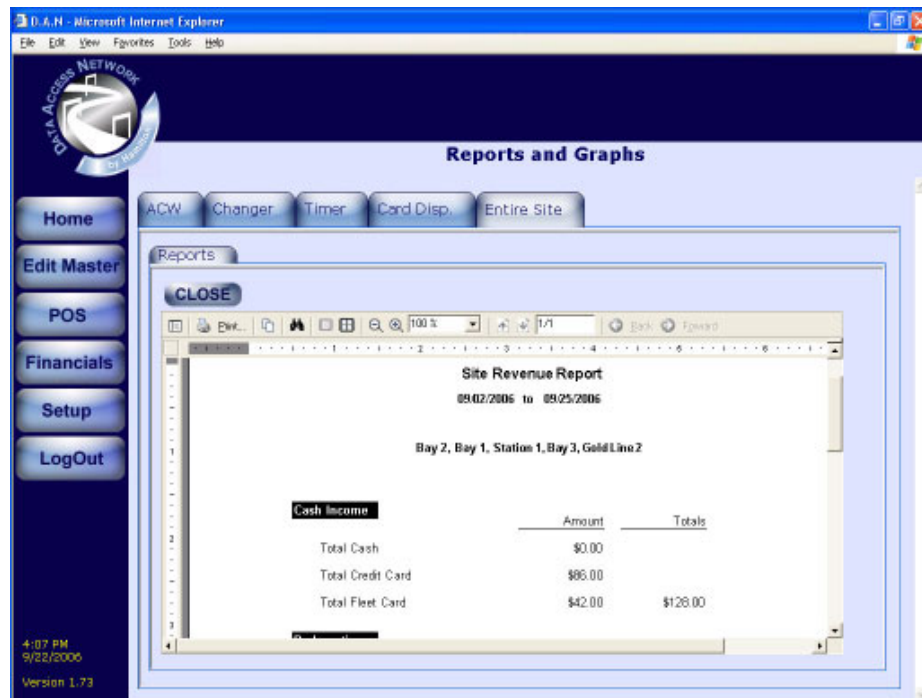 D.A.N - Microsoft Internet Explorer
File Edit View Favorites Tools Help
DATA ACCESS NETWORK
by Hamilton
Reports and Graphs
Home
Edit Master
POS
Financials
Setup
LogOut
ACW Changer Timer Card Disp. Entire Site
Reports
CLOSE
Print... 100 % 1/1 Back Forward
Site Revenue Report
09/02/2006 to 09/25/2006
Bay 2, Bay 1, Station 1, Bay 3, Gold Line 2
Cash Income
Amount Totals
Total Cash $0.00
Total Credit Card $86.00
Total Fleet Card $42.00 $128.00
4:07 PM
9/22/2006
Version 1.73